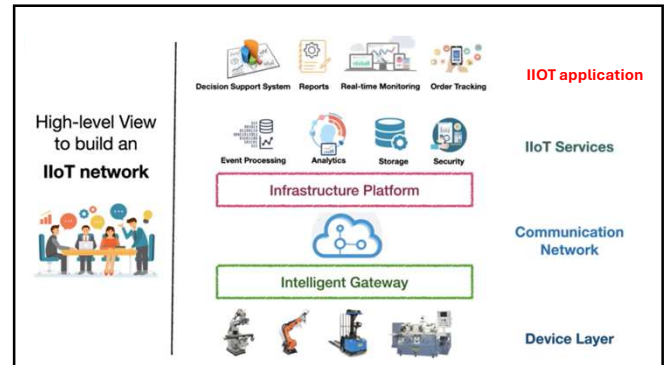 High-level View
to build an
IIoT network
Decision Support System Reports Real-time Monitoring Order Tracking
IIOT application
Event Processing Analytics Storage Security
IIoT Services
Infrastructure Platform
Communication
Network
Intelligent Gateway
Device Layer